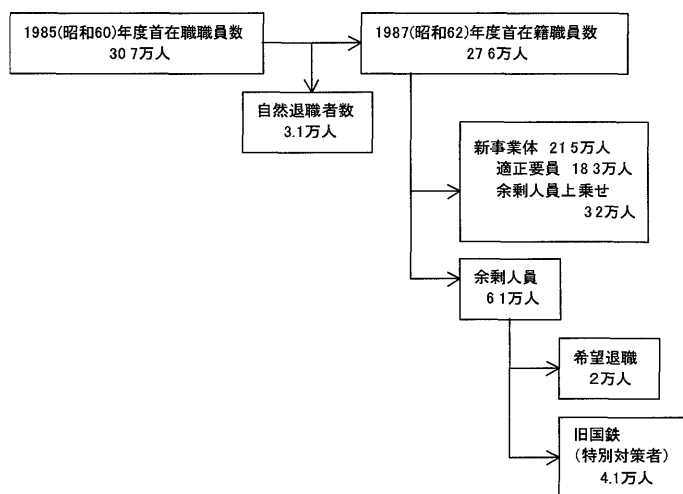 1985(昭和60)年度首在職職員数
30 7万人
1987(昭和62)年度首在籍職員数
27 6万人
自然退職者数
3.1万人
新事業体 21 5万人
適正要員 18 3万人
余剰人員上乗せ
3 2万人
余剰人員
6 1万人
希望退職
2万人
旧国鉄
(特別対策者)
4.1万人